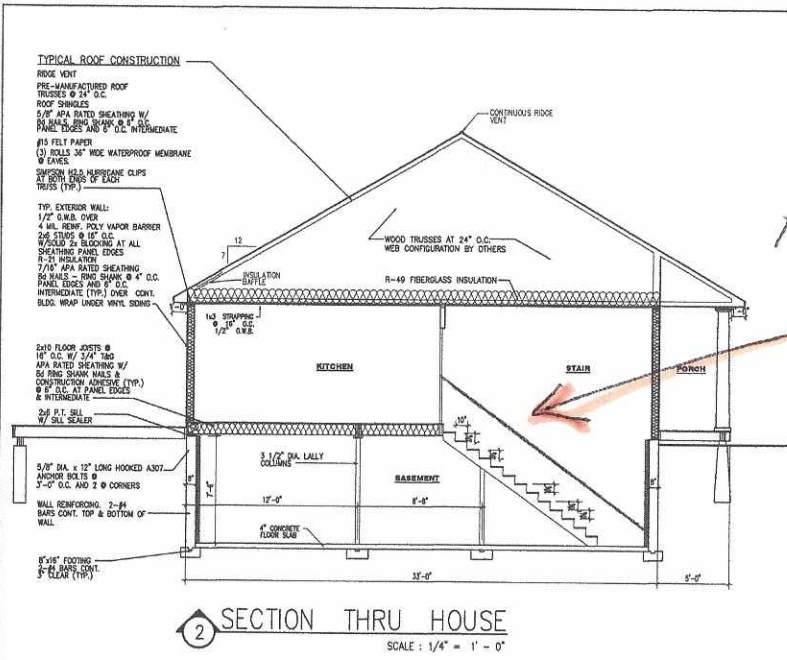 TYPICAL ROOF CONSTRUCTION
RIDGE VENT
PRE-MANUFACTURED ROOF
TRUSSES @ 24" O.C.
ROOF SHINGLES
5/8" APA RATED SHEATHING W/
8d NAILS, RING SHANK @ 6" O.C.
PANEL EDGES AND 6" O.C. INTERMEDIATE
#15 FELT PAPER
(3) ROLLS 36" WIDE WATERPROOF MEMBRANE
@ EAVES.
SIMPSON H2.5 HURRICANE CLIPS
AT BOTH ENDS OF EACH
TRUSS (TYP.)
TYP. EXTERIOR WALL:
1/2" G.W.B. OVER
4 MIL. REINF. POLY VAPOR BARRIER
2x6 STUDS @ 16" O.C.
W/SOLID 2x BLOCKING AT ALL
SHEATHING PANEL EDGES
R-21 INSULATION
7/16" APA RATED SHEATHING
8d NAILS - RING SHANK @ 4" O.C.
PANEL EDGES AND 6" O.C.
INTERMEDIATE (TYP.) OVER CONT.
BLDG. WRAP UNDER VINYL SIDING
2x10 FLOOR JOISTS @
16" O.C. W/ 3/4" T&G
APA RATED SHEATHING W/
8d RING SHANK NAILS &
CONSTRUCTION ADHESIVE (TYP.)
@ 6" O.C. AT PANEL EDGES
& INTERMEDIATE
2x6 P.T. SILL
W/ SILL SEALER
5/8" DIA. x 12" LONG HOOKED A307
ANCHOR BOLTS @
3'-0" O.C. AND 2 @ CORNERS
WALL REINFORCING. 2-#4
BARS CONT. TOP & BOTTOM OF
WALL
8"x16" FOOTING
2-#4 BARS CONT.
3" CLEAR (TYP.)
CONTINUOUS RIDGE
VENT
12
7
WOOD TRUSSES AT 24" O.C.
WEB CONFIGURATION BY OTHERS
INSULATION
BAFFLE
R-49 FIBERGLASS INSULATION
1x3 STRAPPING
@ 16" O.C.
1/2" G.W.B.
KITCHEN
STAIR
PORCH
10"
3 1/2" DIA. LALLY
COLUMNS
BASEMENT
8"
8"
12'-0"
8'-8"
4" CONCRETE
FLOOR SLAB
33'-0"
5'-0"
2
SECTION THRU HOUSE
SCALE : 1/4" = 1' - 0"